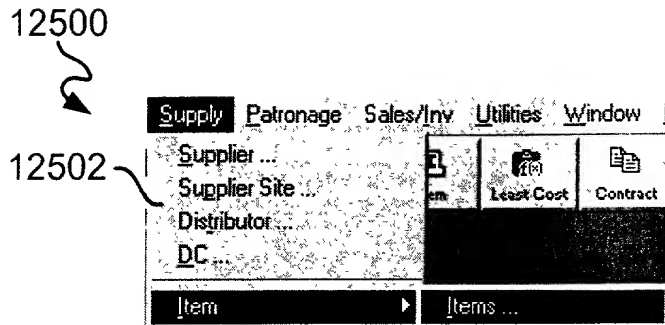 12500
Supply Patronage Sales/Inv Utilities Window
12502
Supplier ...
Supplier Site ...
Distributor ...
DC ...
f(x)
Least Cost Contract
Item Items ...